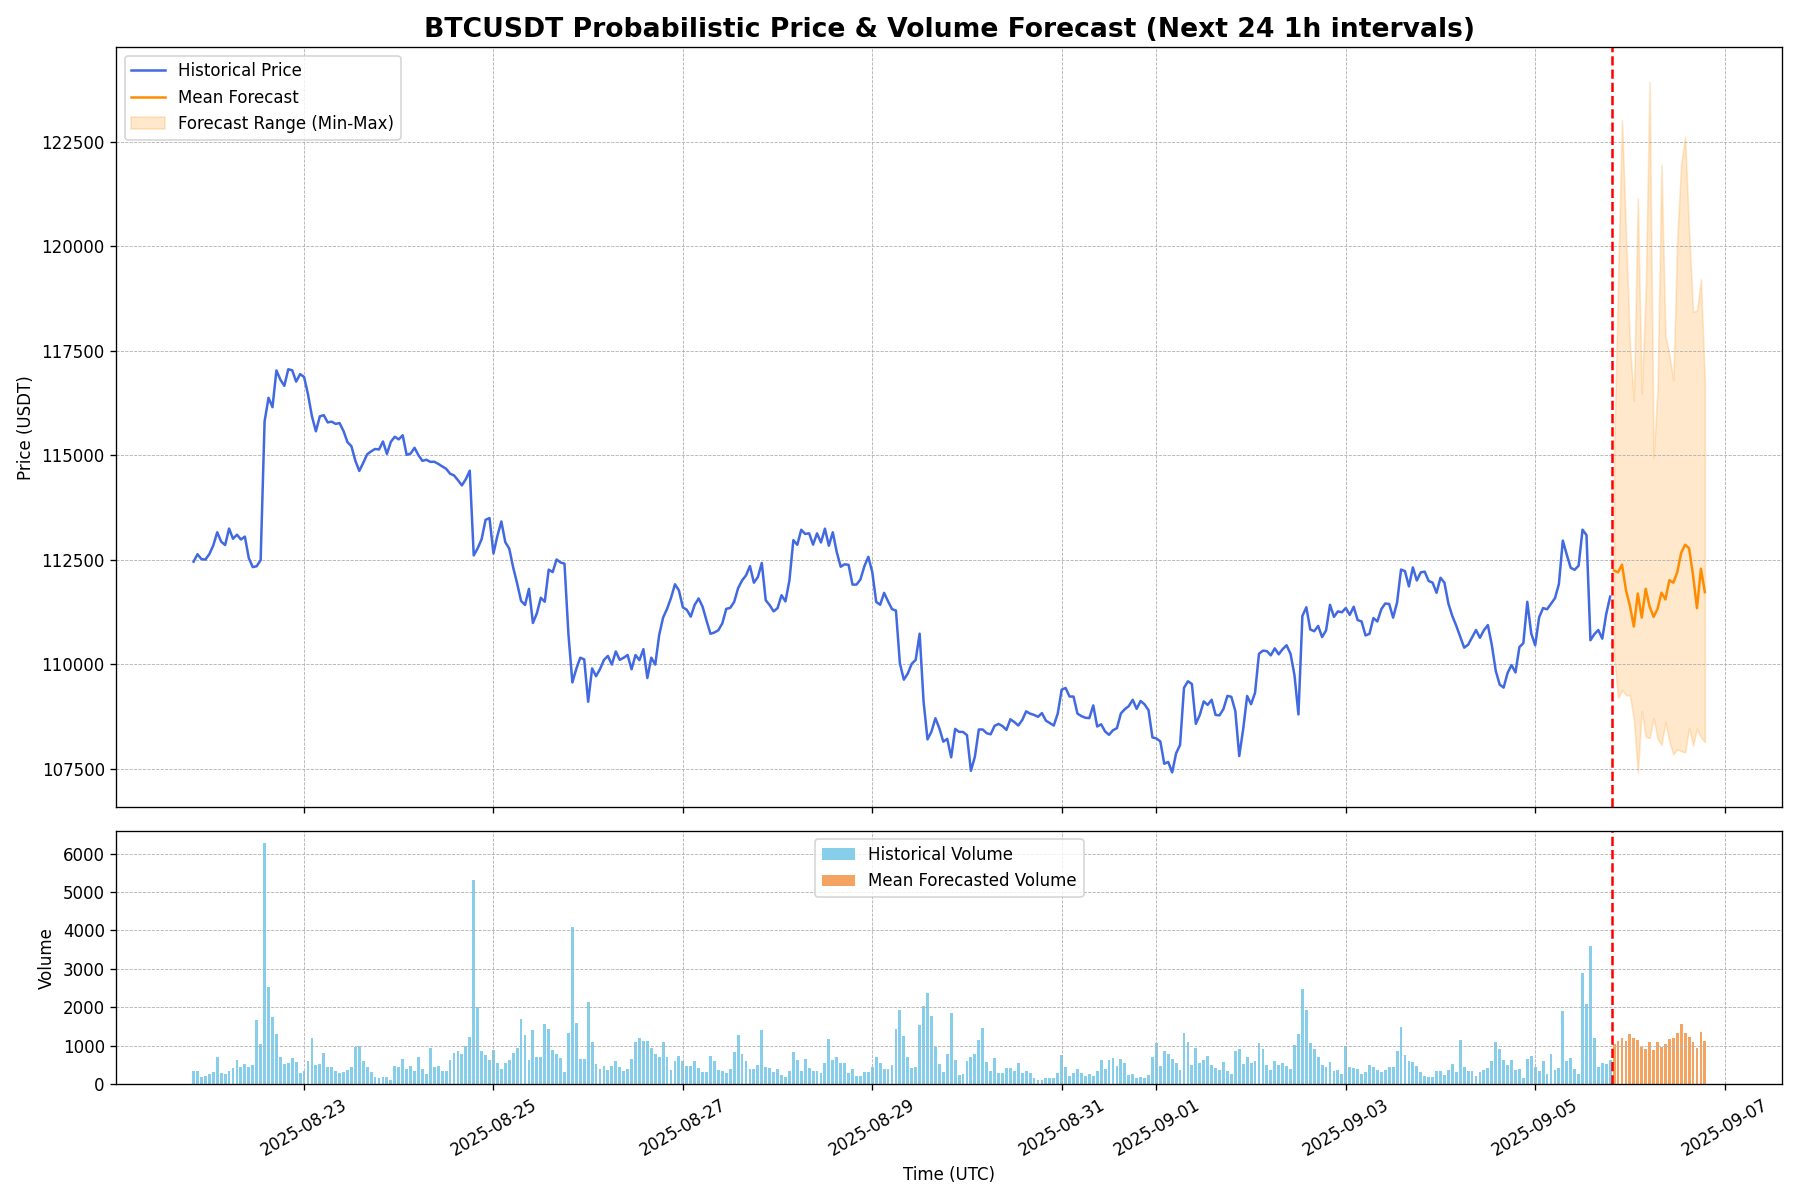 BTCUSDT Probabilistic Price & Volume Forecast (Next 24 1h intervals)
Historical Price
Mean Forecast
Forecast Range (Min-Max)
122500
120000
117500
115000
112500
110000
107500
Price (USDT)
Historical Volume
Mean Forecasted Volume
6000
5000
4000
3000
2000
1000
0
Volume
2025-08-23
2025-08-25
2025-08-27
2025-08-29
2025-08-31
2025-09-01
2025-09-03
2025-09-05
2025-09-07
Time (UTC)